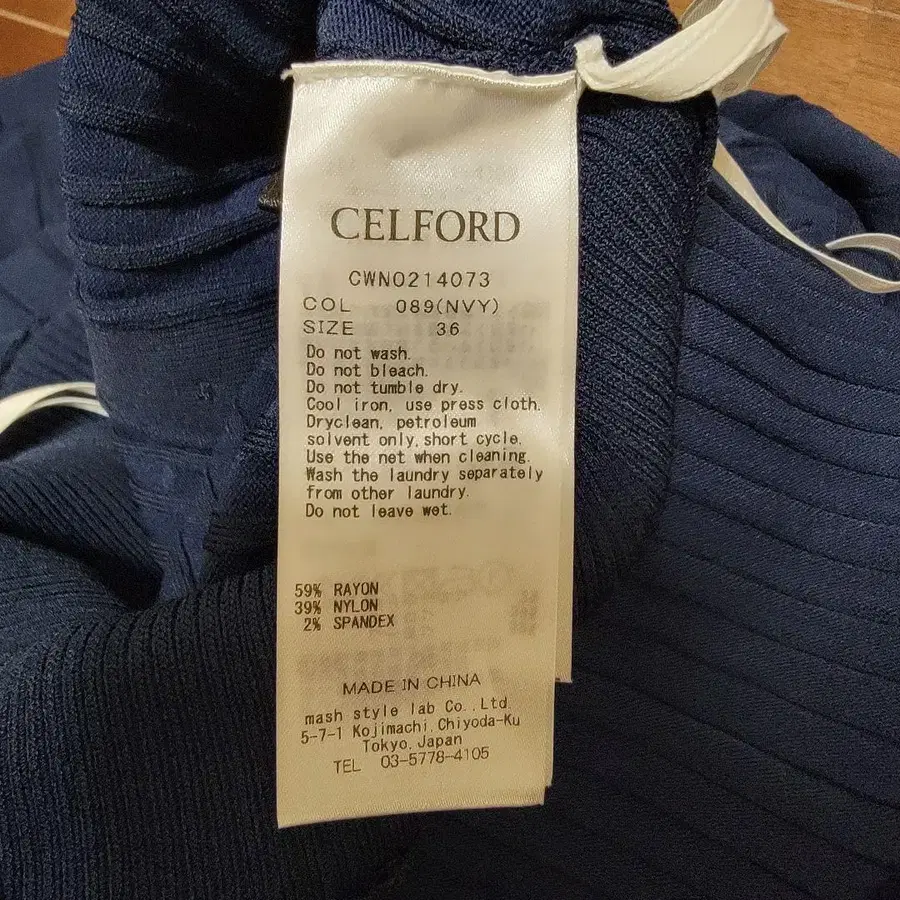 CELFORD
CWNO214073
COL 089(NVY)
SIZE 36
Do not wash.
Do not bleach.
Do not tumble dry.
Cool iron, use press cloth.
Dryclean, petroleum
solvent only, short cycle.
Use the net when cleaning.
Wash the laundry separately
from other laundry.
Do not leave wet.
59% RAYON
39% NYLON
2% SPANDEX
MADE IN CHINA
mash style lab Co., Ltd.
5-7-1 Kojimachi, Chiyoda-Ku
Tokyo, Japan
TEL 03-5778-4105